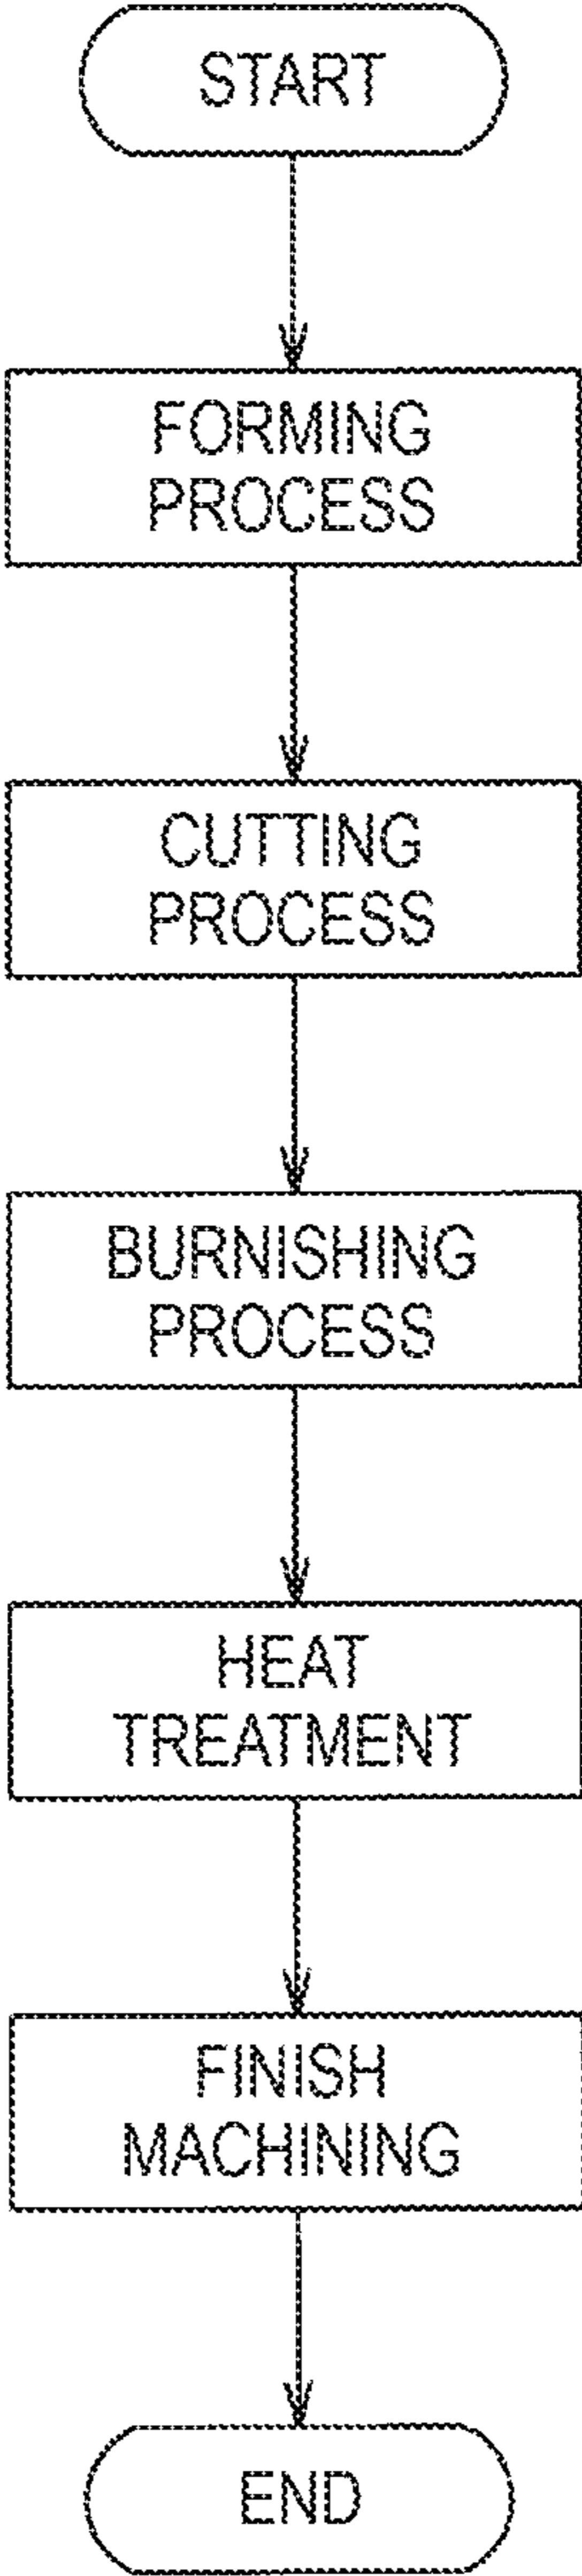 START
FORMING
PROCESS
CUTTING
PROCESS
BURNISHING
PROCESS
HEAT
TREATMENT
FINISH
MACHINING
END